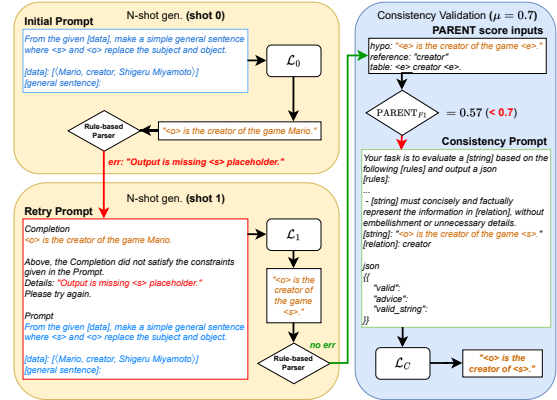 N-shot gen. (shot 0)
Initial Prompt
From the given [data], make a simple general sentence
where <s> and <o> replace the subject and object.
[data]: [(Mario, creator, Shigeru Miyamoto)]
[general sentence]:
L0
Rule-based
Parser
"<o> is the creator of the game Mario."
err: "Output is missing <s> placeholder."
N-shot gen. (shot 1)
Retry Prompt
Completion
<o> is the creator of the game Mario.
Above, the Completion did not satisfy the constraints
given in the Prompt.
Details: "Output is missing <s> placeholder."
Please try again.
Prompt
From the given [data], make a simple general sentence
where <s> and <o> replace the subject and object.
[data]: [(Mario, creator, Shigeru Miyamoto)]
[general sentence]:
L1
"<o> is the
creator of
the game
<s>."
Rule-based
Parser
no err
Consistency Validation (μ = 0.7)
PARENT score inputs
hypo: "<e> is the creator of the game <e>."
reference: "creator"
table: <e> creator <e>.
PARENTF1
= 0.57 (< 0.7)
Consistency Prompt
Your task is to evaluate a [string] based on the
following [rules] and output a json
[rules]:
...
- [string] must concisely and factually
represent the information in [relation], without
embellishment or unnecessary details.
[string]: "<o> is the creator of the game <s>."
[relation]: creator
json
{{
"valid":
"advice":
"valid_string":
}}
LC
"<o> is the
creator of <s>."